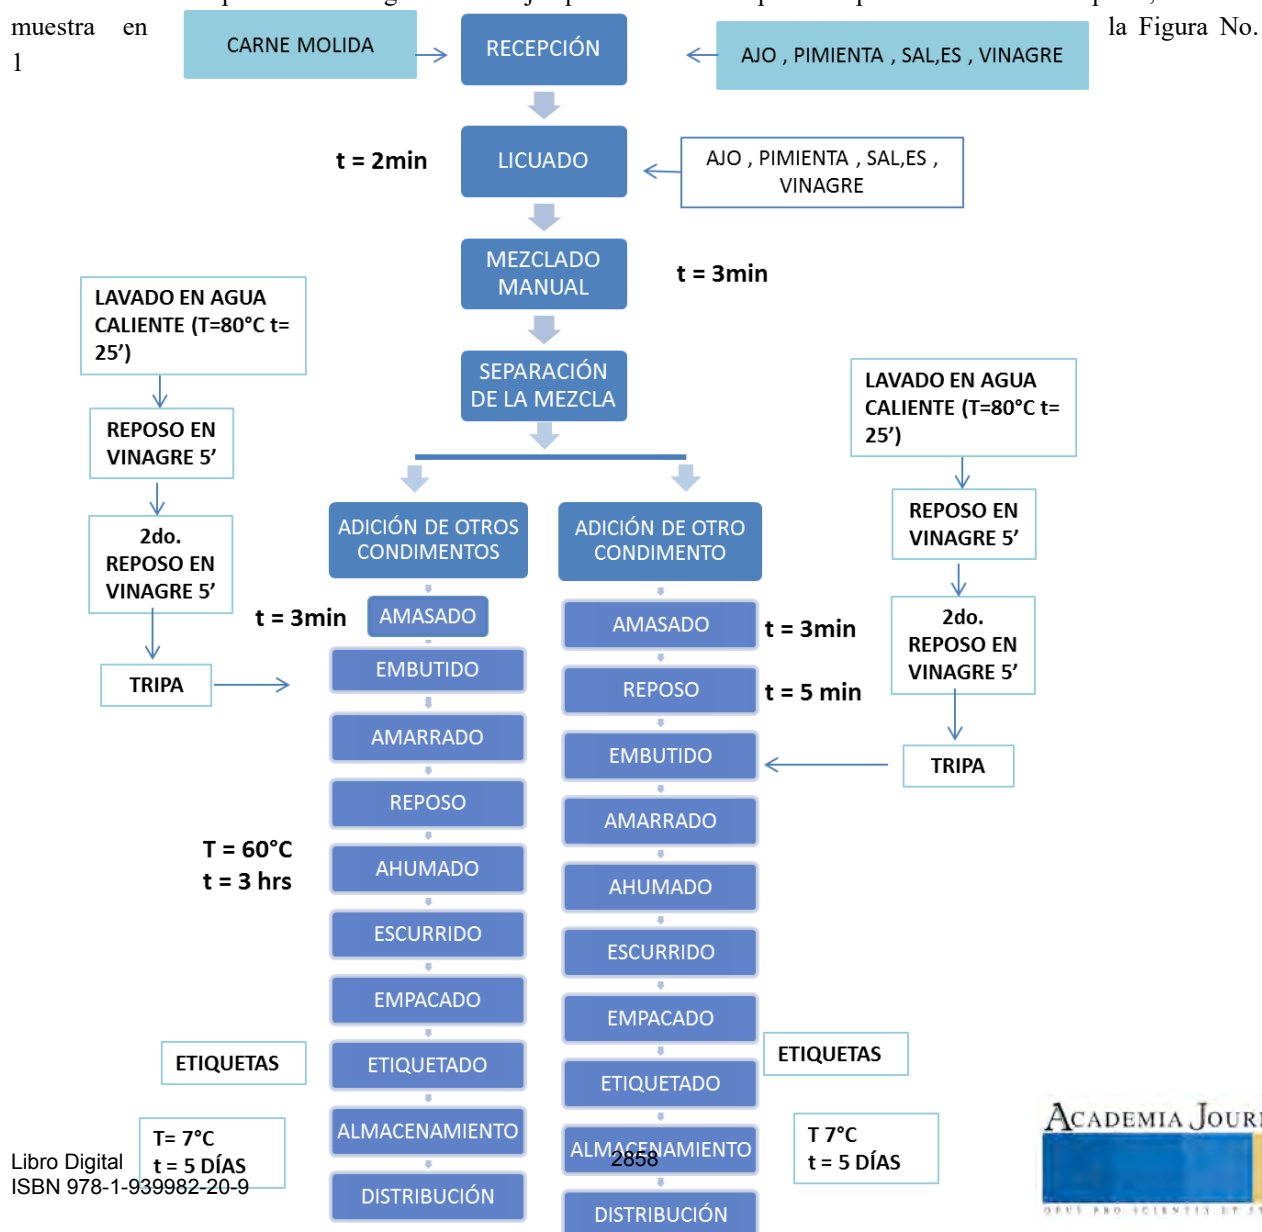 muestra en
la Figura No.
1
CARNE MOLIDA
RECEPCIÓN
AJO , PIMIENTA , SAL,ES , VINAGRE
t = 2min
LICUADO
AJO , PIMIENTA , SAL,ES ,
VINAGRE
MEZCLADO
MANUAL
t = 3min
SEPARACIÓN
DE LA MEZCLA
LAVADO EN AGUA
CALIENTE (T=80°C t=
25’)
REPOSO EN
VINAGRE 5’
2do.
REPOSO EN
VINAGRE 5’
TRIPA
ADICIÓN DE OTROS
CONDIMENTOS
t = 3min
AMASADO
EMBUTIDO
AMARRADO
REPOSO
T = 60°C
t = 3 hrs
AHUMADO
ESCURRIDO
EMPACADO
ETIQUETAS
ETIQUETADO
ALMACENAMIENTO
T= 7°C
t = 5 DÍAS
DISTRIBUCIÓN
ADICIÓN DE OTRO
CONDIMENTO
AMASADO
t = 3min
REPOSO
t = 5 min
EMBUTIDO
AMARRADO
AHUMADO
ESCURRIDO
EMPACADO
ETIQUETADO
ETIQUETAS
ALMACENAMIENTO
T 7°C
t = 5 DÍAS
DISTRIBUCIÓN
LAVADO EN AGUA
CALIENTE (T=80°C t=
25’)
REPOSO EN
VINAGRE 5’
2do.
REPOSO EN
VINAGRE 5’
TRIPA
Libro Digital
ISBN 978-1-939982-20-9
2858
ACADEMIA